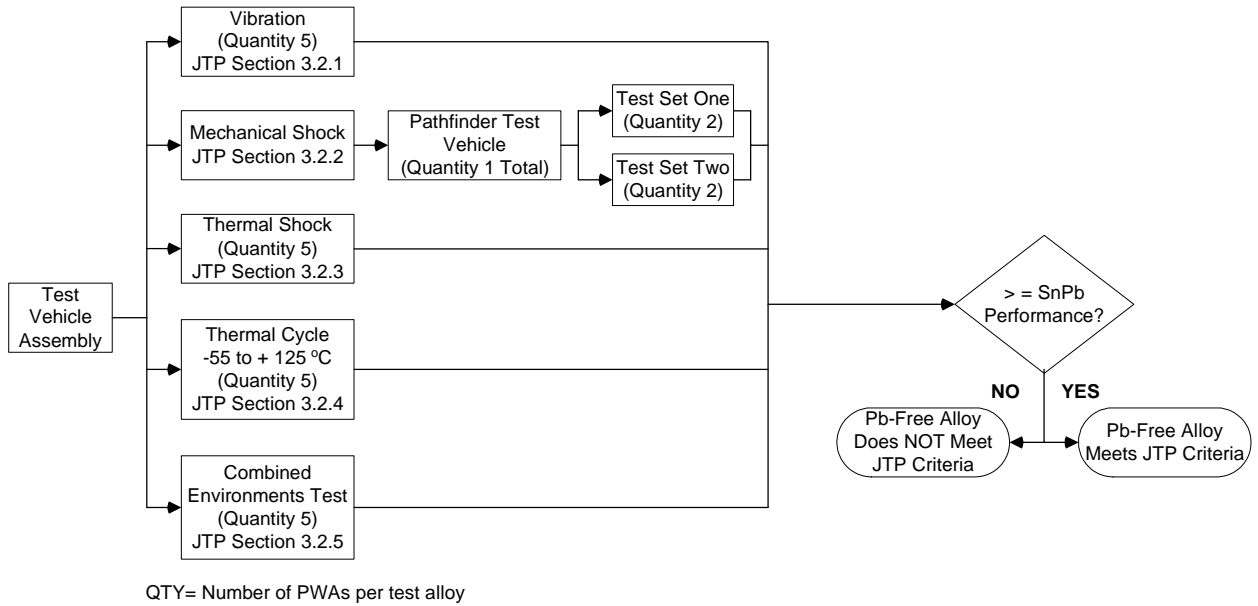 Vibration
(Quantity 5)
JTP Section 3.2.1
Mechanical Shock
JTP Section 3.2.2
Pathfinder Test
Vehicle
(Quantity 1 Total)
Test Set One
(Quantity 2)
Test Set Two
(Quantity 2)
Thermal Shock
(Quantity 5)
JTP Section 3.2.3
Test
Vehicle
Assembly
Thermal Cycle
-55 to + 125 ºC
(Quantity 5)
JTP Section 3.2.4
Combined
Environments Test
(Quantity 5)
JTP Section 3.2.5
> = SnPb
Performance?
NO
YES
Pb-Free Alloy
Does NOT Meet
JTP Criteria
Pb-Free Alloy
Meets JTP Criteria
QTY= Number of PWAs per test alloy